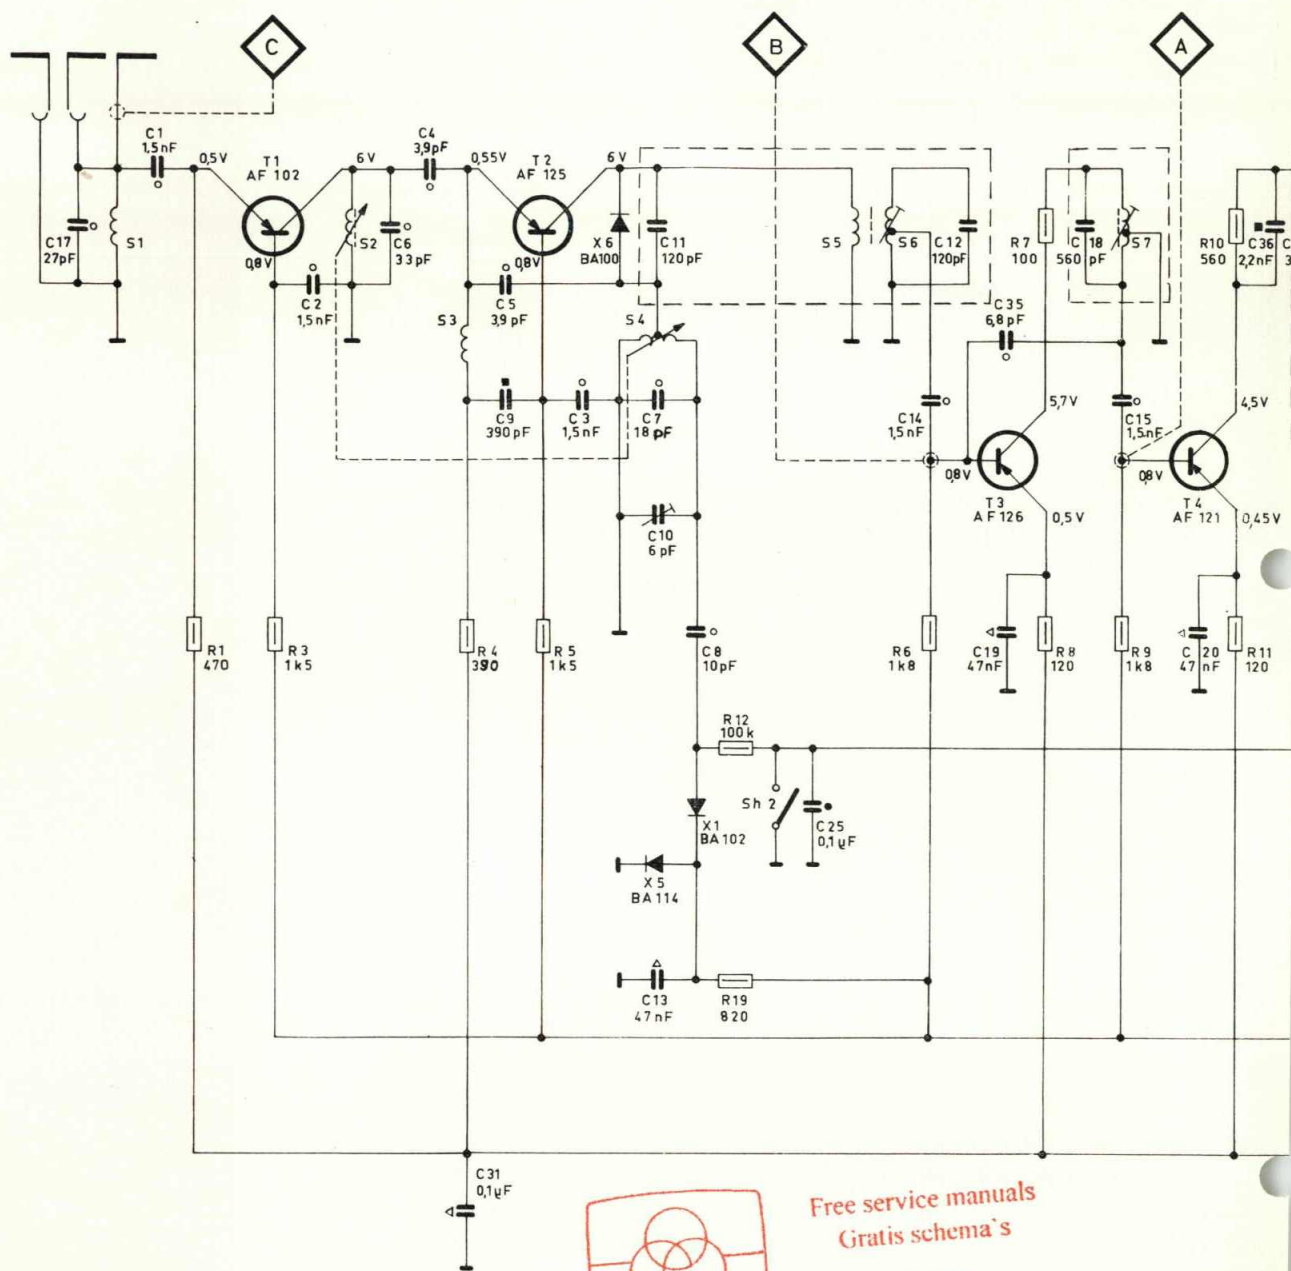 C
B
A
C1
1,5nF
0,5V
T1
AF 102
6V
C4
3,9pF
0,55V
T2
AF 125
6V
C17
27pF
S1
0,8V
C2
1,5nF
S2
C6
33pF
S3
C5
3,9pF
0,8V
X6
BA100
C11
120pF
S4
S5
S6
C12
120pF
R7
100
C18
560 pF
S7
R10
560
C36
2,2nF
C
3
C35
6,8pF
C9
390pF
C3
1,5nF
C7
18pF
C14
1,5nF
5,7V
C15
1,5nF
4,5V
0,8V
T3
AF126
0,5V
0,8V
T4
AF121
0,45V
C10
6pF
R1
470
R3
1k5
R4
390
R5
1k5
C8
10pF
R6
1k8
C19
47nF
R8
120
R9
1k8
C20
47nF
R11
120
R12
100k
Sh2
C25
0,1µF
X1
BA102
X5
BA114
C13
47nF
R19
820
C31
0,1µF
Free service manuals
Gratis schema`s